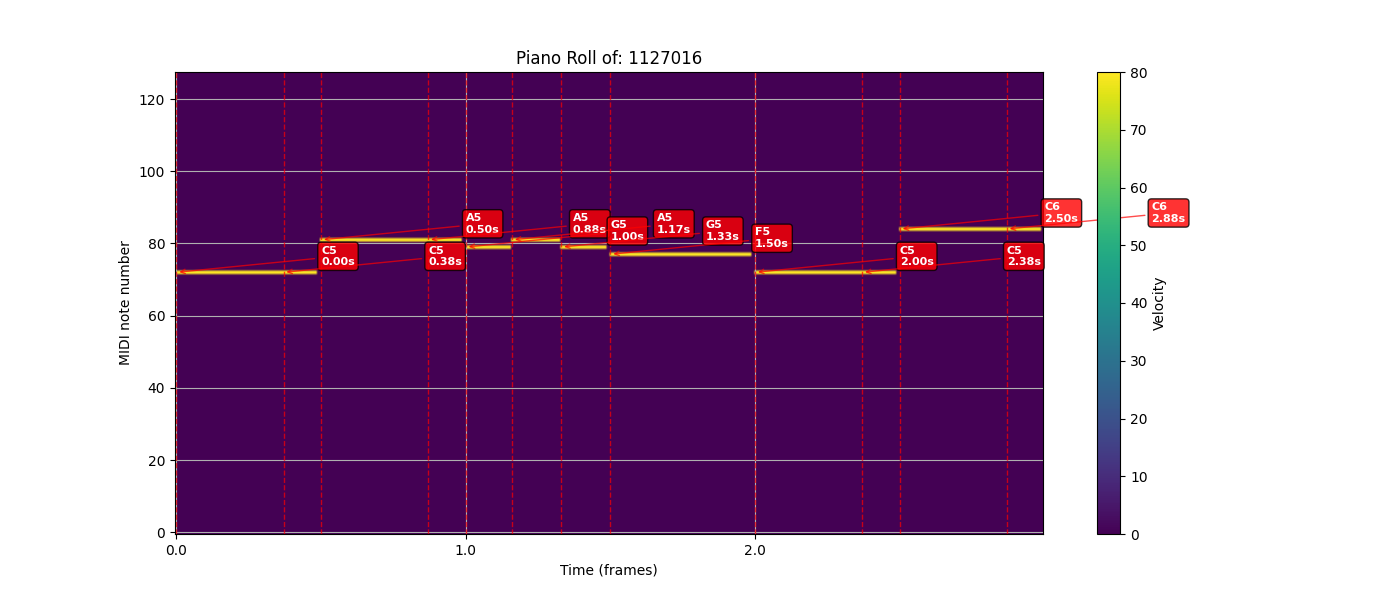 Piano Roll of: 1127016
120
100
80
60
40
20
0
MIDI note number
C5
0.00s
C5
0.38s
A5
0.50s
A5
0.88s
G5
1.00s
A5
1.17s
G5
1.33s
F5
1.50s
C5
2.00s
C5
2.38s
C6
2.50s
C6
2.88s
0.0
1.0
2.0
Time (frames)
80
70
60
50
40
30
20
10
0
Velocity